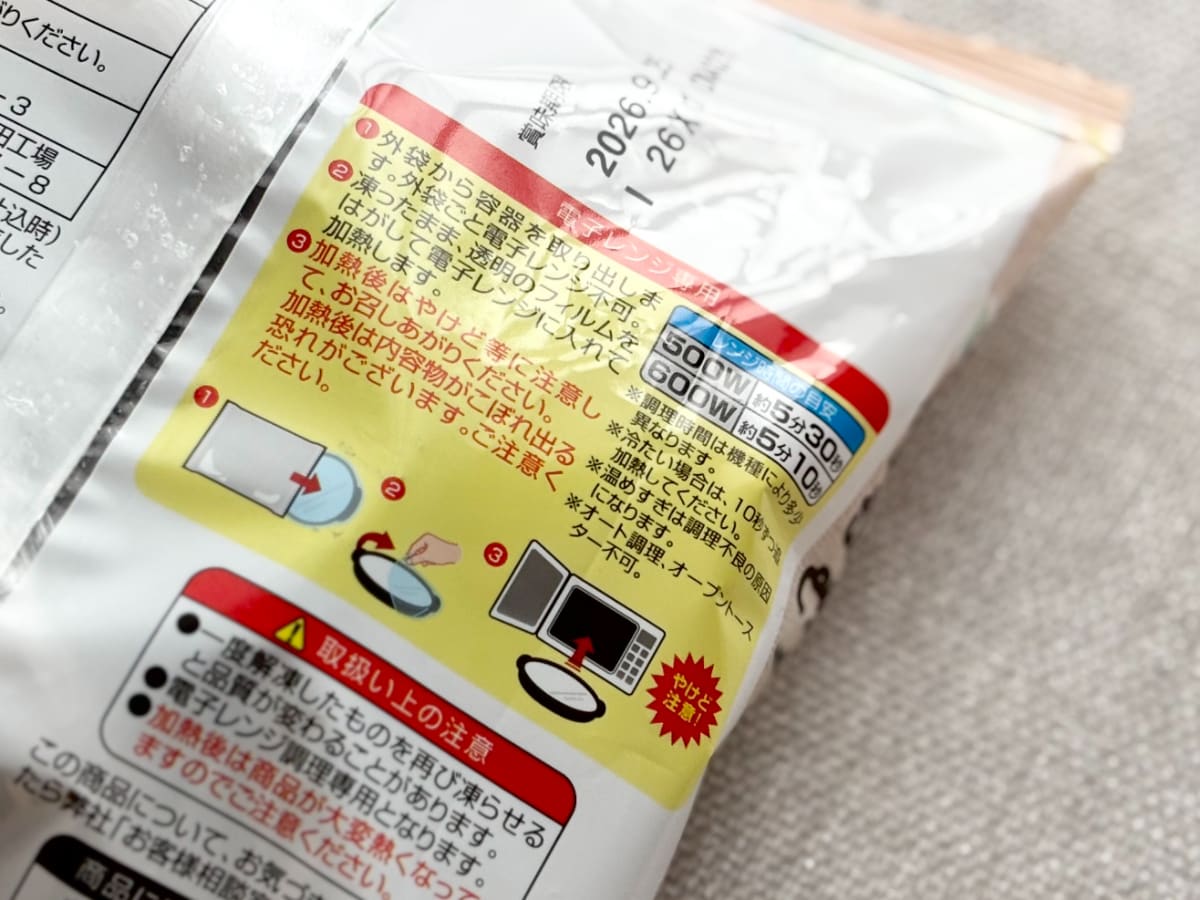 がりください。
-3
田工場
-8
込時)
した
賞味期限
2026.9
26X
電子レンジ専用
1 外袋から容器を取り出しま
す。外袋ごと電子レンジ不可。
2 凍ったまま、透明のフィルムを
はがして電子レンジに入れて
加熱します。
3 加熱後はやけど等に注意し
て、お召しあがりください。
加熱後は内容物がこぼれ出る
恐れがございます。ご注意く
ださい。
レンジ時間の目安
500W 約5分30秒
600W 約5分10秒
※調理時間は機種により多少
異なります。
※冷たい場合は、10秒ずつ追
加熱してください。
※温めすぎは調理不良の原因
になります。
※オート調理、オーブントース
ター不可。
1
2
3
やけど
注意!
取扱い上の注意
●一度解凍したものを再び凍らせる
と品質が変わることがあります。
●電子レンジ調理専用となります。
●加熱後は商品が大変熱くなって
ますのでご注意ください。
この商品について、お気づ
たら弊社「お客様相談
商品に
と